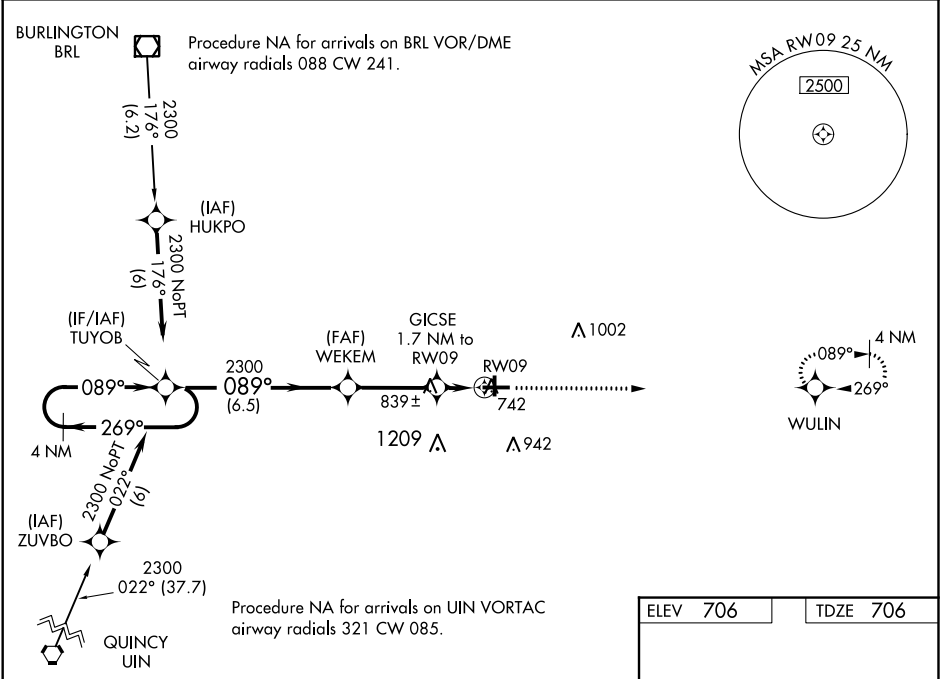 BURLINGTON
BRL
Procedure NA for arrivals on BRL VOR/DME
airway radials 088 CW 241.
MSA RW09 25 NM
2500
2300
176°
(6.2)
(IAF)
HUKPO
2300 NoPT
176°
(6)
(IF/IAF)
TUYOB
089°
269°
4 NM
2300
089°
(6.5)
(FAF)
WEKEM
GICSE
1.7 NM to
RW09
839±
RW09
742
1002
1209
942
089°
4 NM
269°
WULIN
2300 NoPT
022°
(6)
(IAF)
ZUVBO
2300
022° (37.7)
QUINCY
UIN
Procedure NA for arrivals on UIN VORTAC
airway radials 321 CW 085.
ELEV 706
TDZE 706